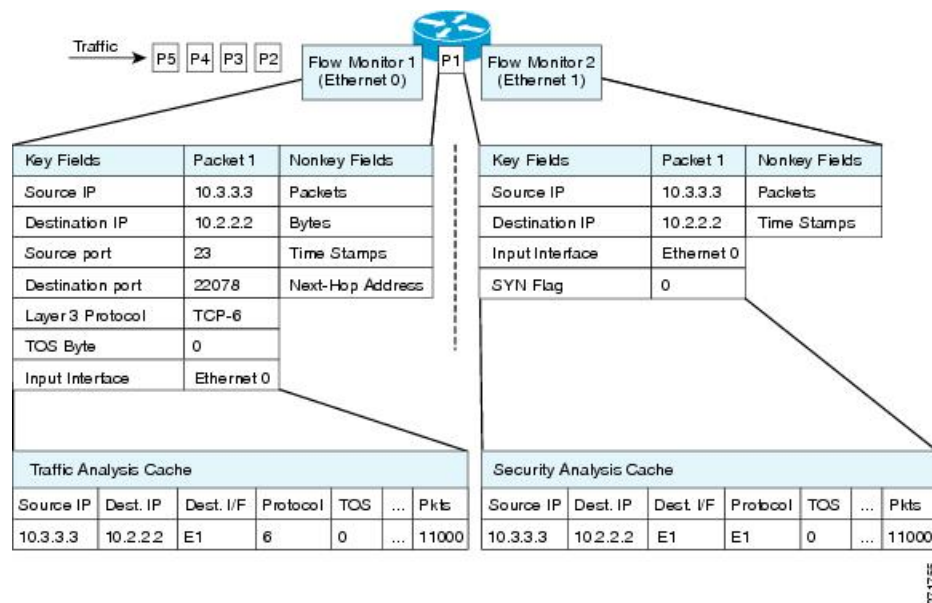 Traffic P5 P4 P3 P2
Flow Monitor 1
(Ethernet 0)
P1
Flow Monitor 2
(Ethernet 1)
Key Fields Packet 1 Nonkey Fields
Source IP 10.3.3.3 Packets
Destination IP 10.2.2.2 Bytes
Source port 23 Time Stamps
Destination port 22078 Next-Hop Address
Layer 3 Protocol TCP-6
TOS Byte 0
Input Interface Ethernet 0
Key Fields Packet 1 Nonkey Fields
Source IP 10.3.3.3 Packets
Destination IP 10.2.2.2 Time Stamps
Input Interface Ethernet 0
SYN Flag 0
Traffic Analysis Cache
Source IP Dest. IP Dest. I/F Protocol TOS ... Pkts
10.3.3.3 10.2.2.2 E1 6 0 ... 11000
Security Analysis Cache
Source IP Dest. IP Dest. I/F Protocol TOS ... Pkts
10.3.3.3 10.2.2.2 E1 E1 0 ... 11000